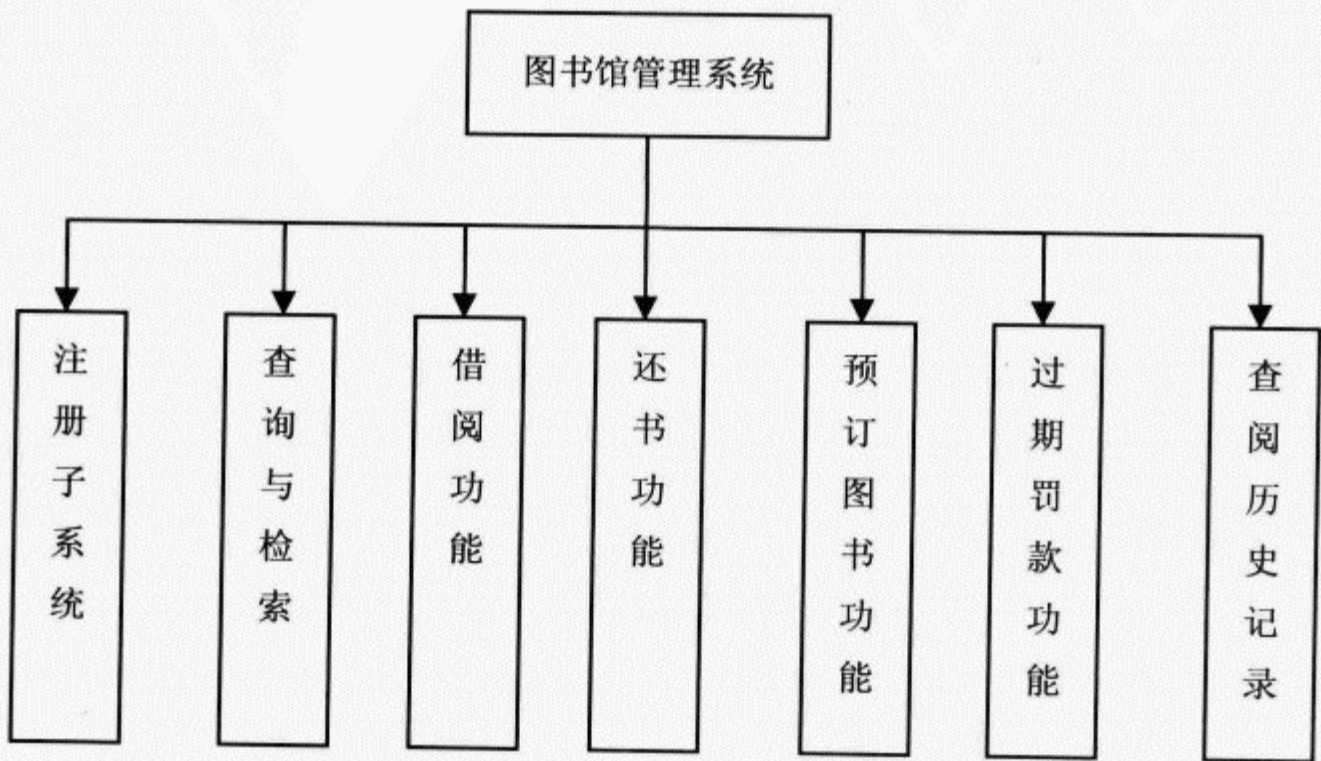 图书馆管理系统
注册子系统
查询与检索
借阅功能
还书功能
预订图书功能
过期罚款功能
查阅历史记录